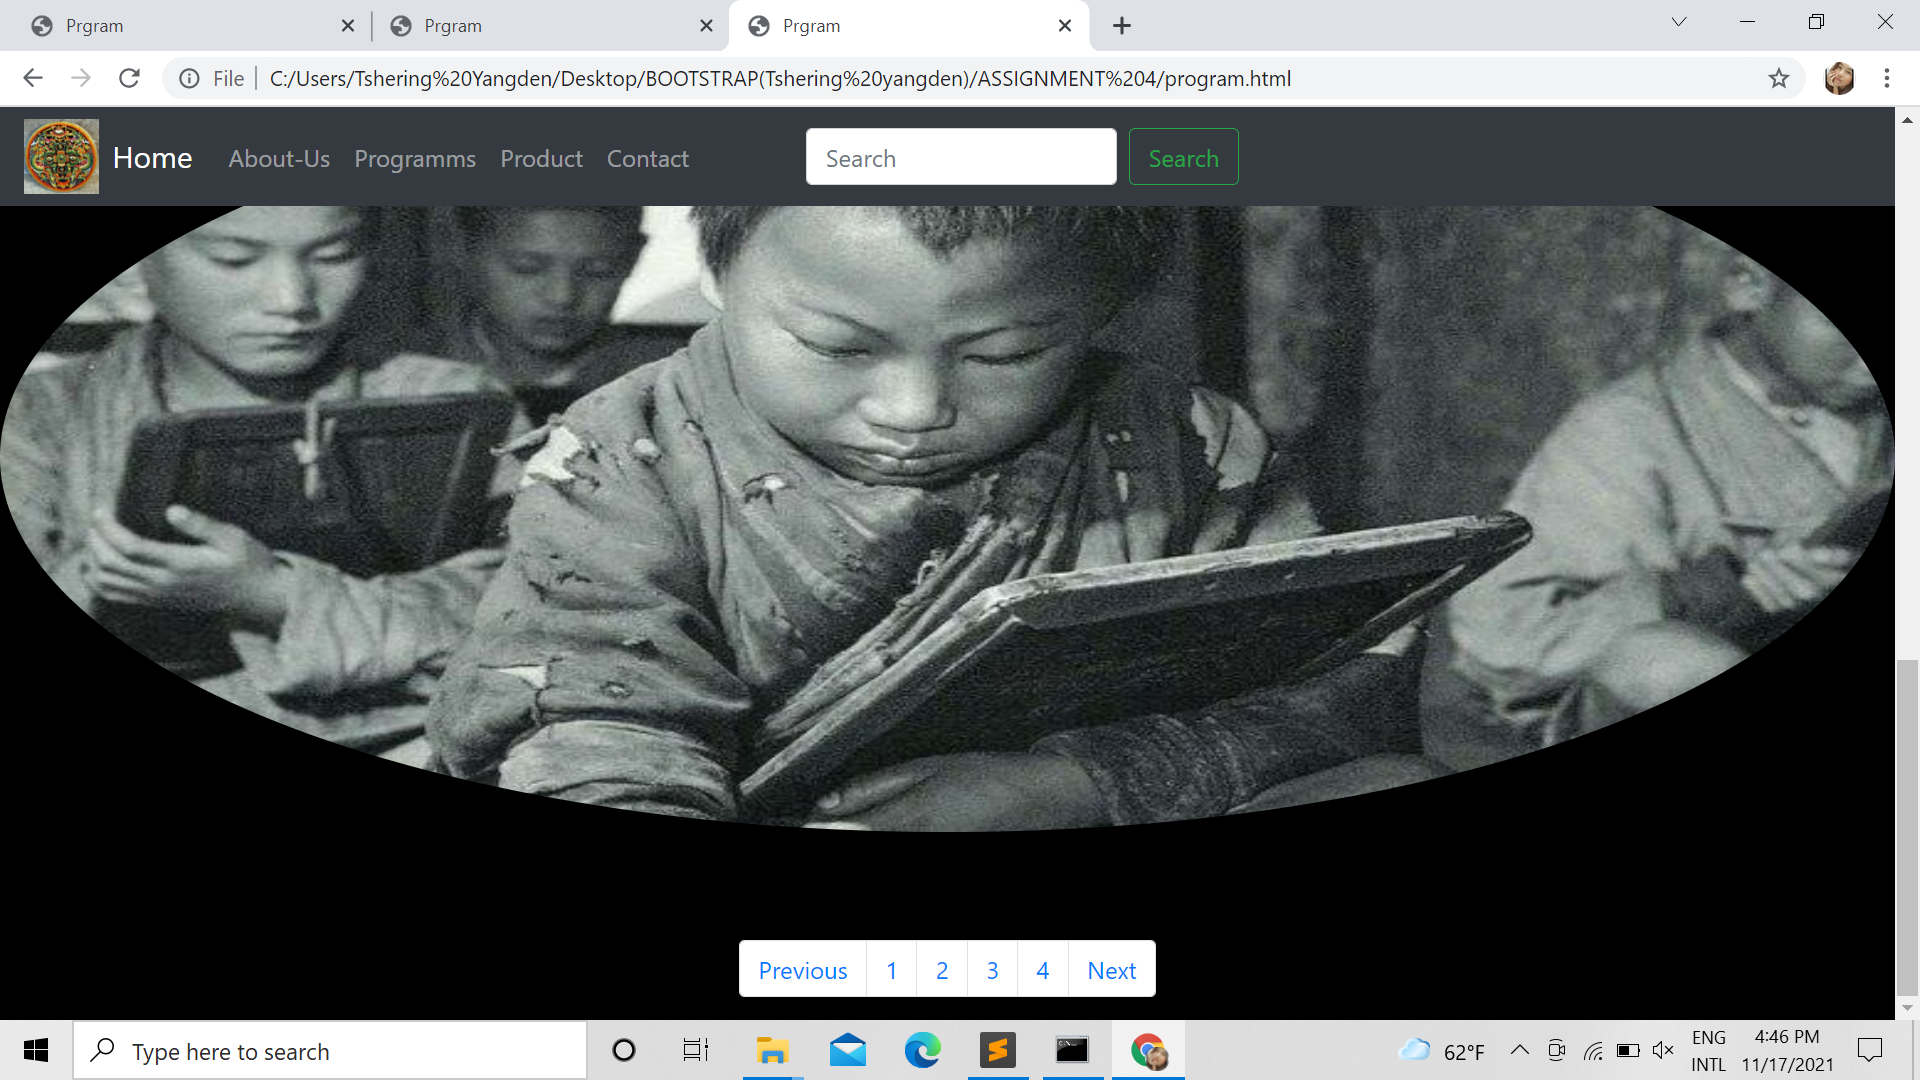 Prgram
Prgram
Prgram
File
C:/Users/Tshering%20Yangden/Desktop/BOOTSTRAP(Tshering%20yangden)/ASSIGNMENT%204/program.html
Home About-Us Programms Product Contact Search Search
Previous 1 2 3 4 Next
Type here to search
62°F
ENG
INTL
4:46 PM
11/17/2021